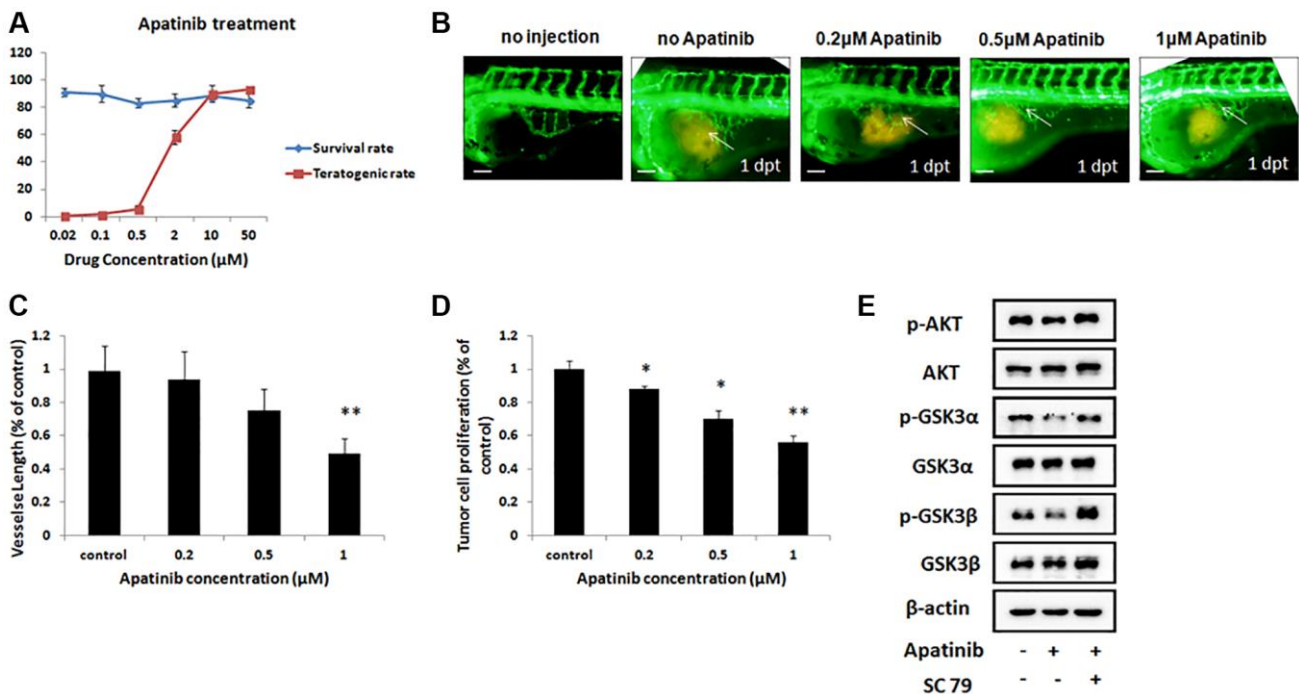 A
Apatinib treatment
120
100
80
60
40
20
0
0.02 0.1 0.5 2 10 50
Drug Concentration (µM)
Survival rate
Teratogenic rate
B
no injection no Apatinib 0.2µM Apatinib 0.5µM Apatinib 1µM Apatinib
1 dpt 1 dpt 1 dpt 1 dpt
C
Vesselse Length (% of control)
1.2
1
0.8
0.6
0.4
0.2
0
**
control 0.2 0.5 1
Apatinib concentration (µM)
D
Tumor cell proliferation (% of
control)
1.2
1
0.8
0.6
0.4
0.2
0
* * **
control 0.2 0.5 1
Apatinib concentration (µM)
E
p-AKT
AKT
p-GSK3α
GSK3α
p-GSK3β
GSK3β
β-actin
Apatinib - + +
SC 79 - - +